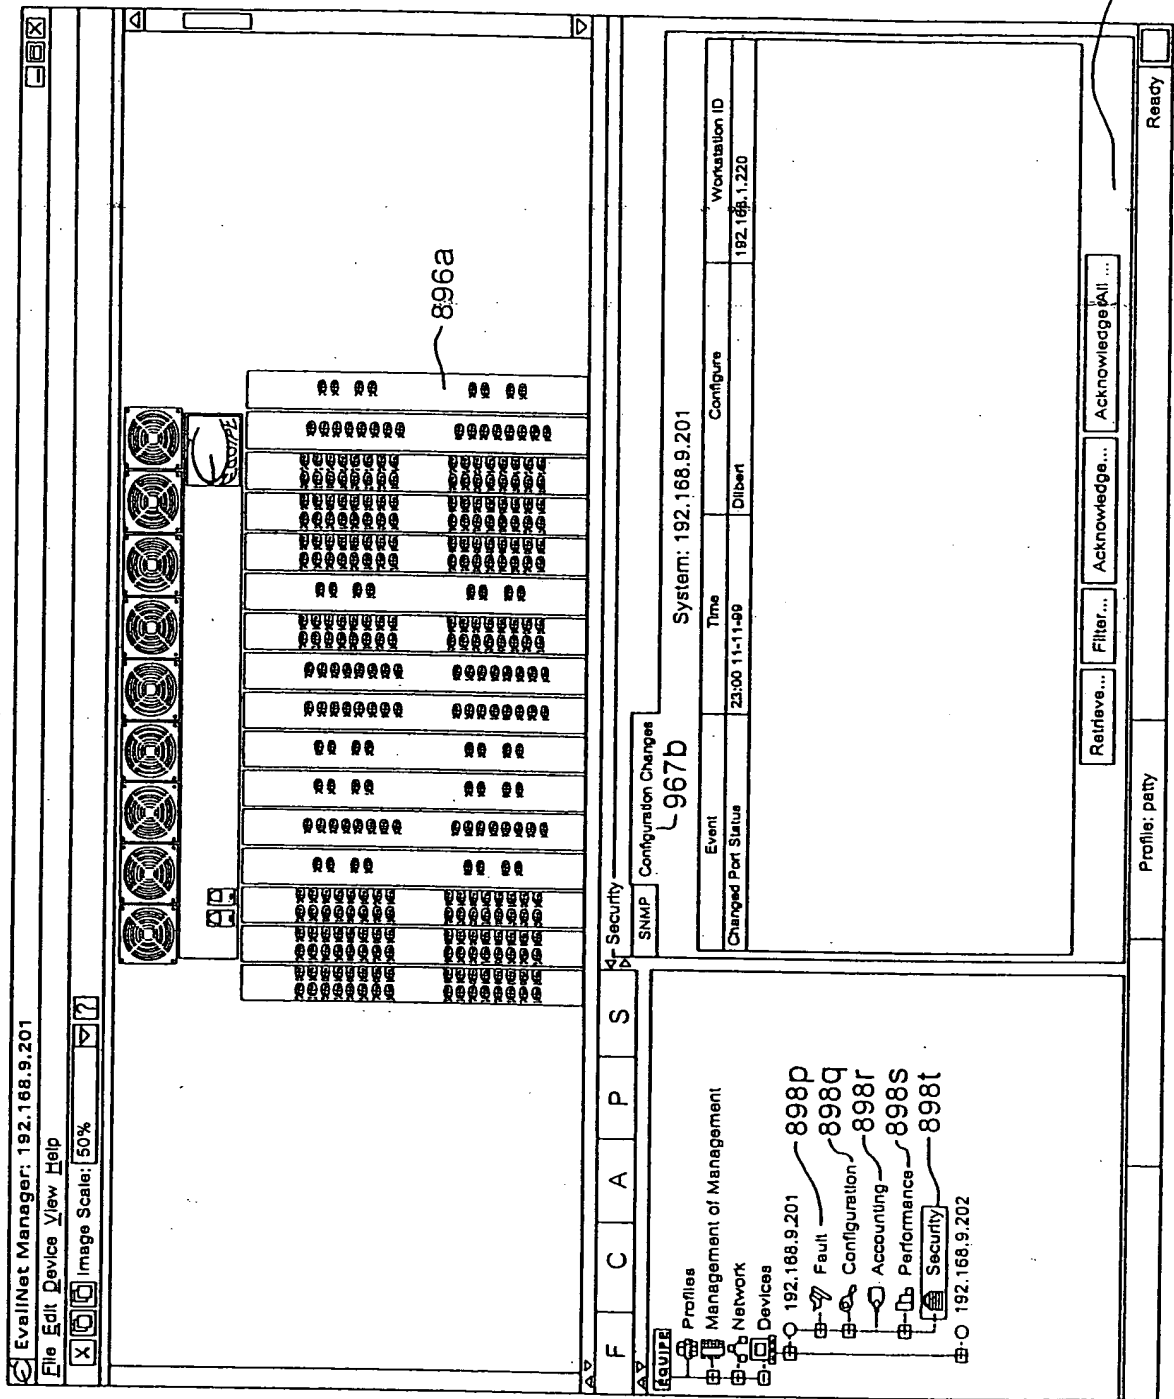 EvalINet Manager: 192.168.9.201
File Edit Device View Help
X Image Scale: 50% ?
896a
F C A P S
EQUIPE
Profiles
Management of Management
Network
Devices
192.168.9.201
Fault 898p
Configuration 898q
Accounting 898r
Performance 898s
Security 898t
192.168.9.202
Security
SNMP Configuration Changes
967b
System: 192.168.9.201
Event Time Configure Workstation ID
Changed Port Status 23:00 11-11-99 Dilbert 192.168.1.220
Retrieve... Filter... Acknowledge... Acknowledge All ...
Profile: patty Ready